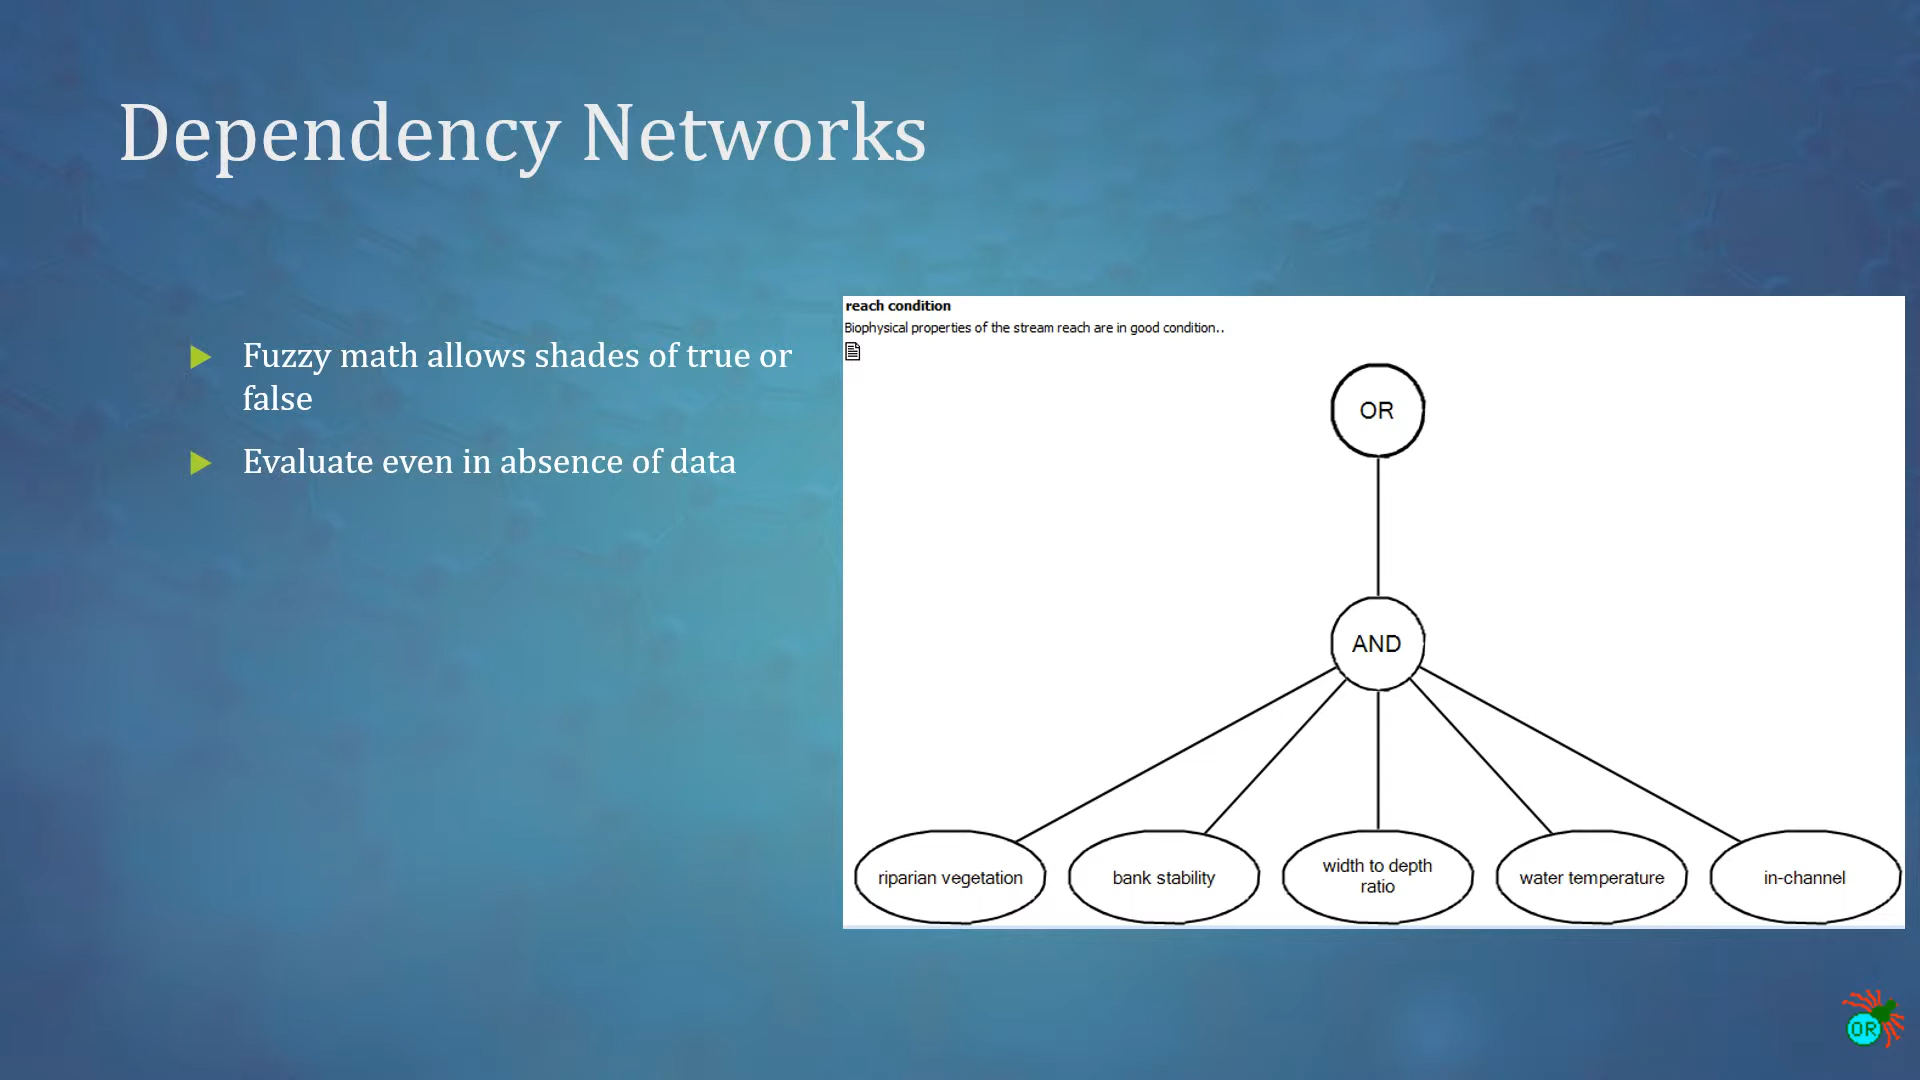 Dependency Networks
Fuzzy math allows shades of true or
false
Evaluate even in absence of data
reach condition
Biophysical properties of the stream reach are in good condition..
OR
AND
riparian vegetation
bank stability
width to depth
ratio
water temperature
in-channel
OR